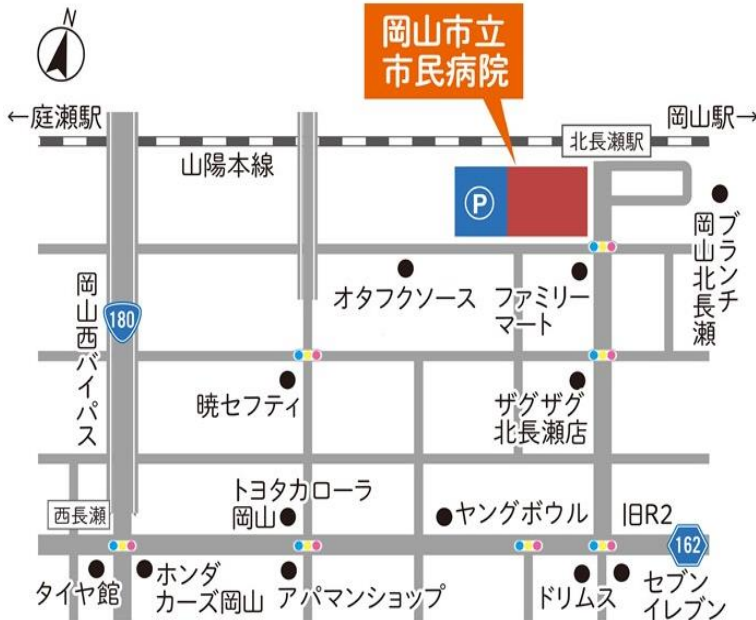 N
岡山市立
市民病院
←庭瀬駅
岡山駅→
北長瀬駅
山陽本線
P
ブランチ
岡山北長瀬
オタフクソース
ファミリー
マート
岡山西バイパス
180
暁セフティ
ザグザグ
北長瀬店
トヨタカローラ
岡山
西長瀬
ヤングボウル
旧R2
162
タイヤ館
ホンダ
カーズ岡山
アパマンショップ
ドリムス
セブン
イレブン